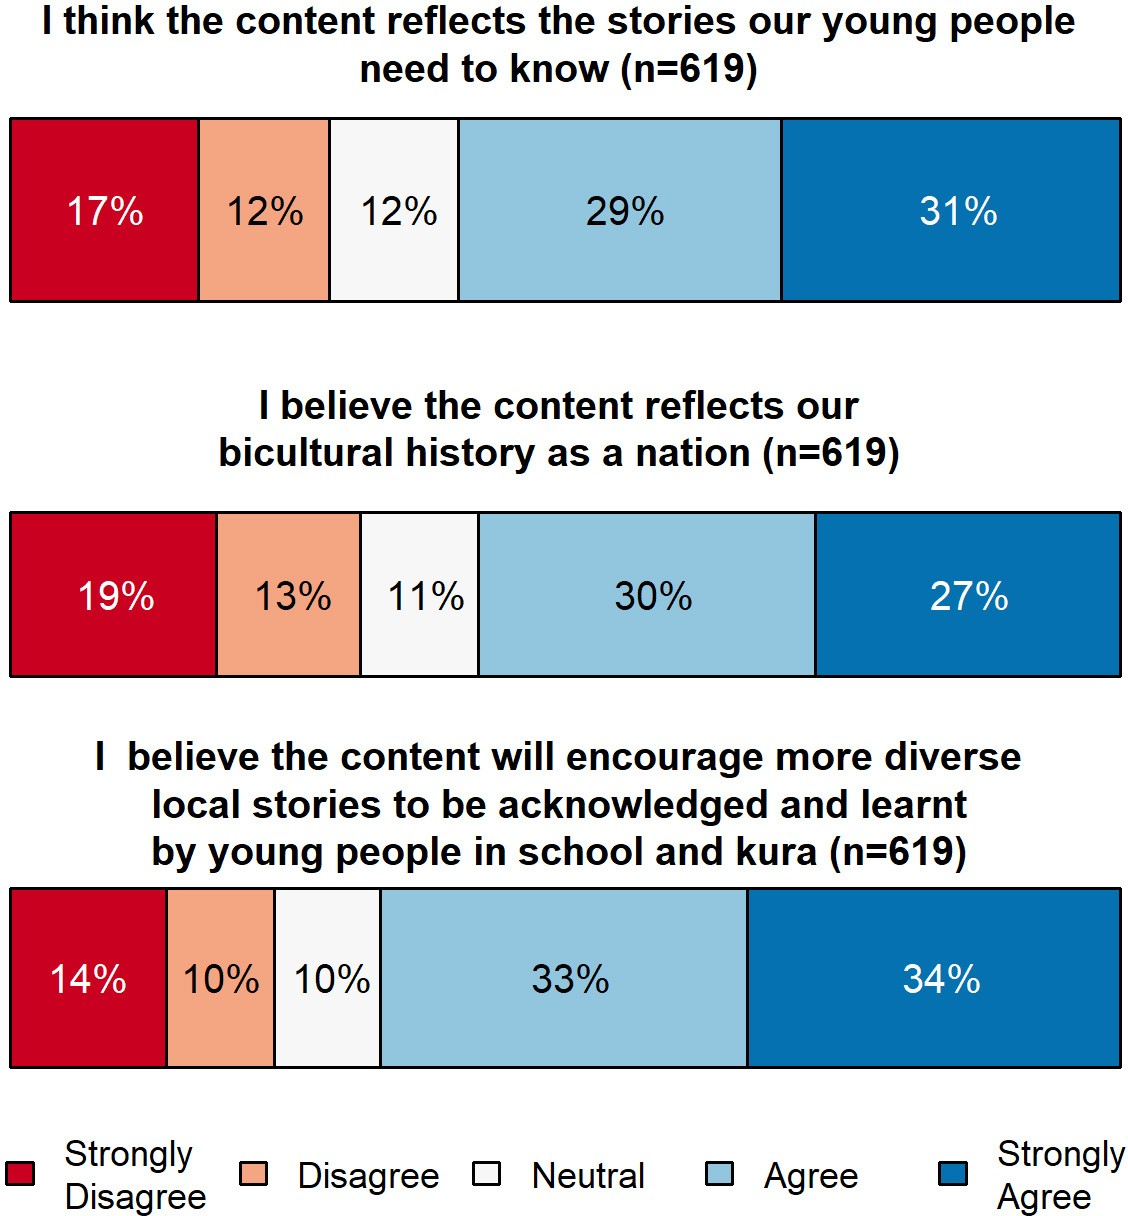 I think the content reflects the stories our young people
need to know (n=619)
17% 12% 12% 29% 31%
I believe the content reflects our
bicultural history as a nation (n=619)
19% 13% 11% 30% 27%
I  believe the content will encourage more diverse
local stories to be acknowledged and learnt
by young people in school and kura (n=619)
14% 10% 10% 33% 34%
Strongly
Disagree
Disagree
Neutral
Agree
Strongly
Agree